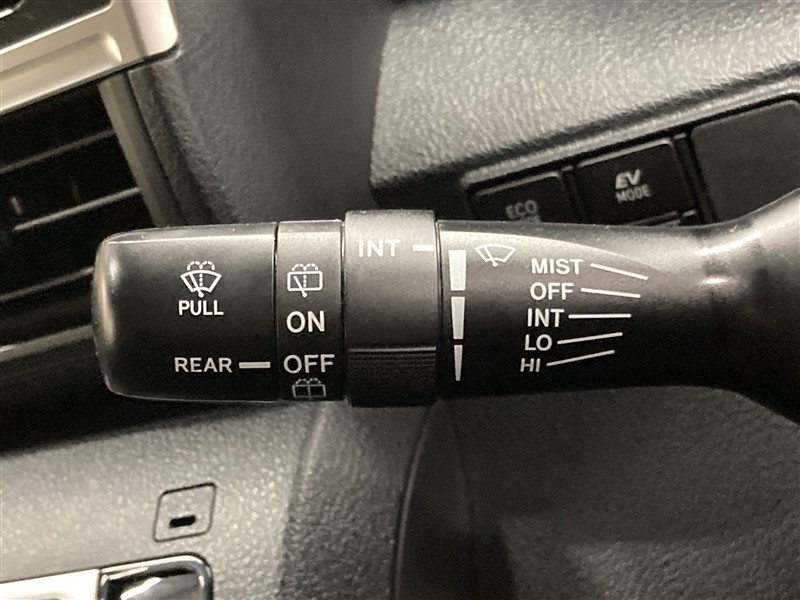 ECO
EV
MODE
INT
MIST
OFF
INT
LO
HI
PULL
ON
REAR
OFF